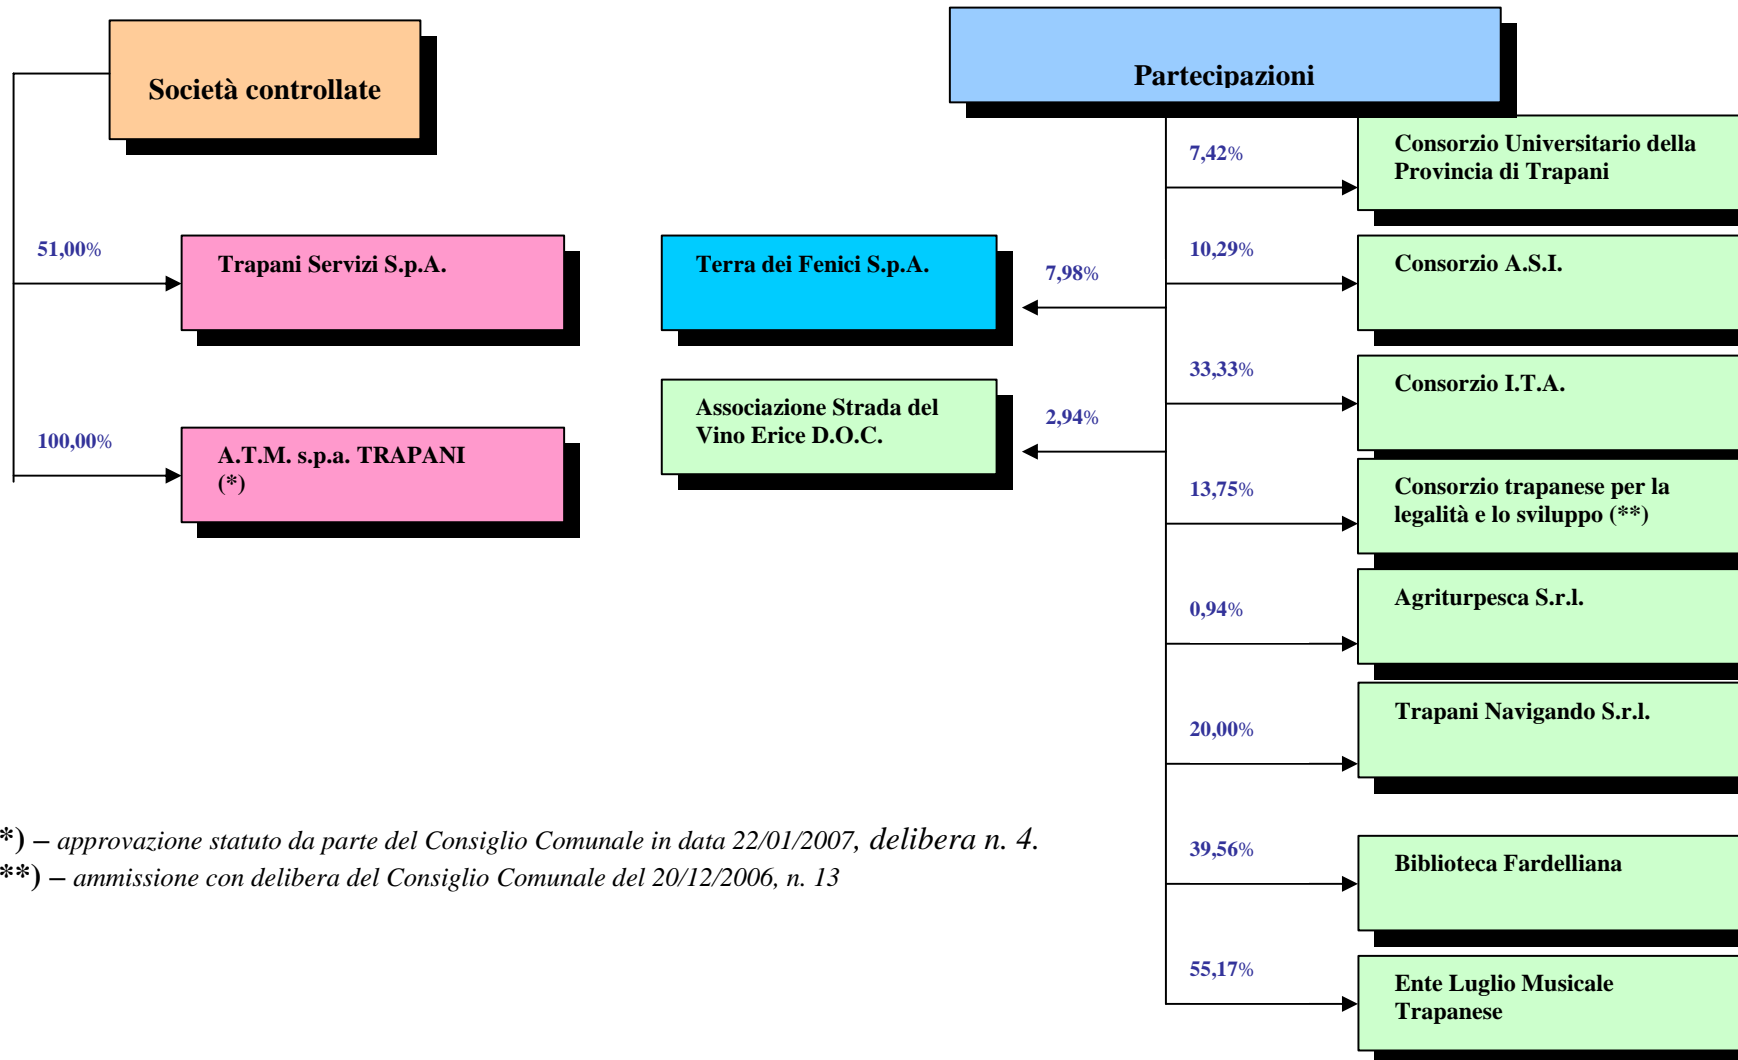 Società controllate
51,00%
Trapani Servizi S.p.A.
100,00%
A.T.M. s.p.a. TRAPANI
(*)
Partecipazioni
7,98%
Terra dei Fenici S.p.A.
2,94%
Associazione Strada del
Vino Erice D.O.C.
7,42%
Consorzio Universitario della
Provincia di Trapani
10,29%
Consorzio A.S.I.
33,33%
Consorzio I.T.A.
13,75%
Consorzio trapanese per la
legalità e lo sviluppo (**)
0,94%
Agriturpesca S.r.l.
20,00%
Trapani Navigando S.r.l.
39,56%
Biblioteca Fardelliana
55,17%
Ente Luglio Musicale
Trapanese
*) – approvazione statuto da parte del Consiglio Comunale in data 22/01/2007, delibera n. 4.
**) – ammissione con delibera del Consiglio Comunale del 20/12/2006, n. 13